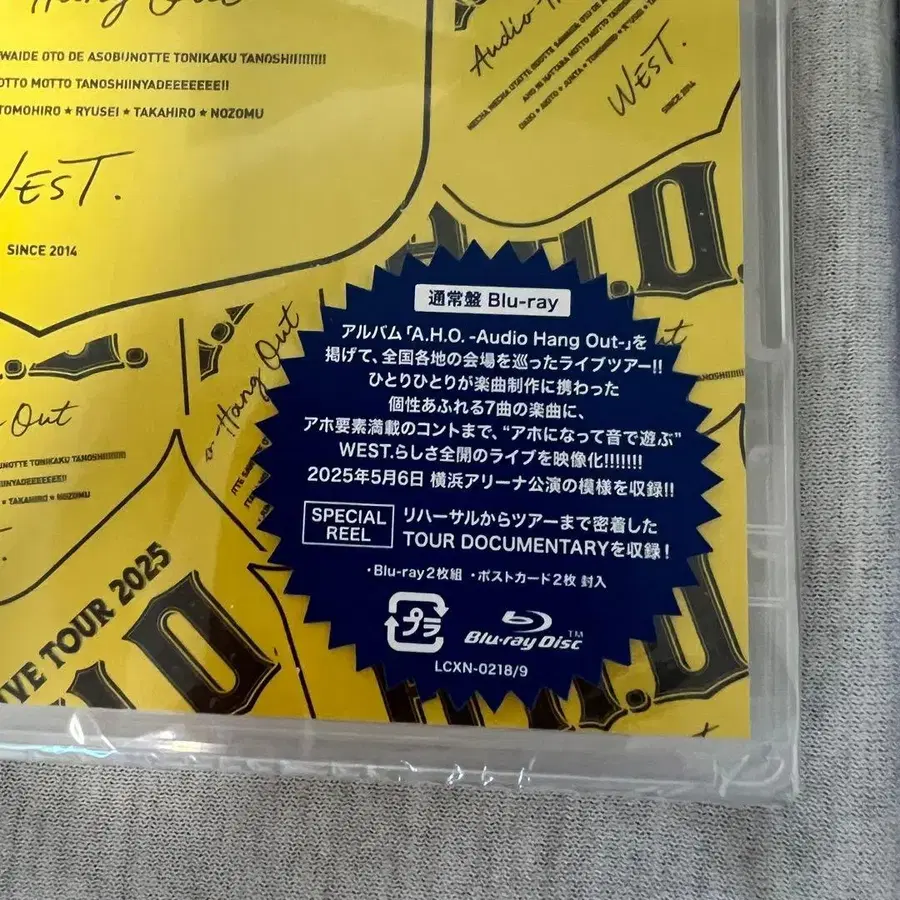 Hang Out
WAIDE OTO DE ASOBUNOTTE TONIKAKU TANOSHI!!!!!!!!!
OTTO MOTTO TANOSHIINYADEEEEEEE!!
TOMOHIRO ★ RYUSEI ★ TAKAHIRO ★ NOZOMU
WEST.
SINCE 2014
Audio
WEST.
SINCE 2014
Hang Out
Out
UNOTTE TONIKAKU TANOSHI
IINYADEEEEEEE!!
★ TAKAHIRO ★ NOZOMU
LIVE TOUR 2025
通常盤 Blu-ray
アルバム「A.H.O. -Audio Hang Out-」を
掲げて、全国各地の会場を巡ったライブツアー!!
ひとりひとりが楽曲制作に携わった
個性あふれる7曲の楽曲に、
アホ要素満載のコントまで、“アホになって音で遊ぶ”
WEST.らしさ全開のライブを映像化!!!!!!!
2025年5月6日 横浜アリーナ公演の模様を収録!!
SPECIAL
REEL
リハーサルからツアーまで密着した
TOUR DOCUMENTARYを収録!
・Blu-ray2枚組 ・ポストカード2枚 封入
プラ
Blu-ray Disc™
LCXN-0218/9